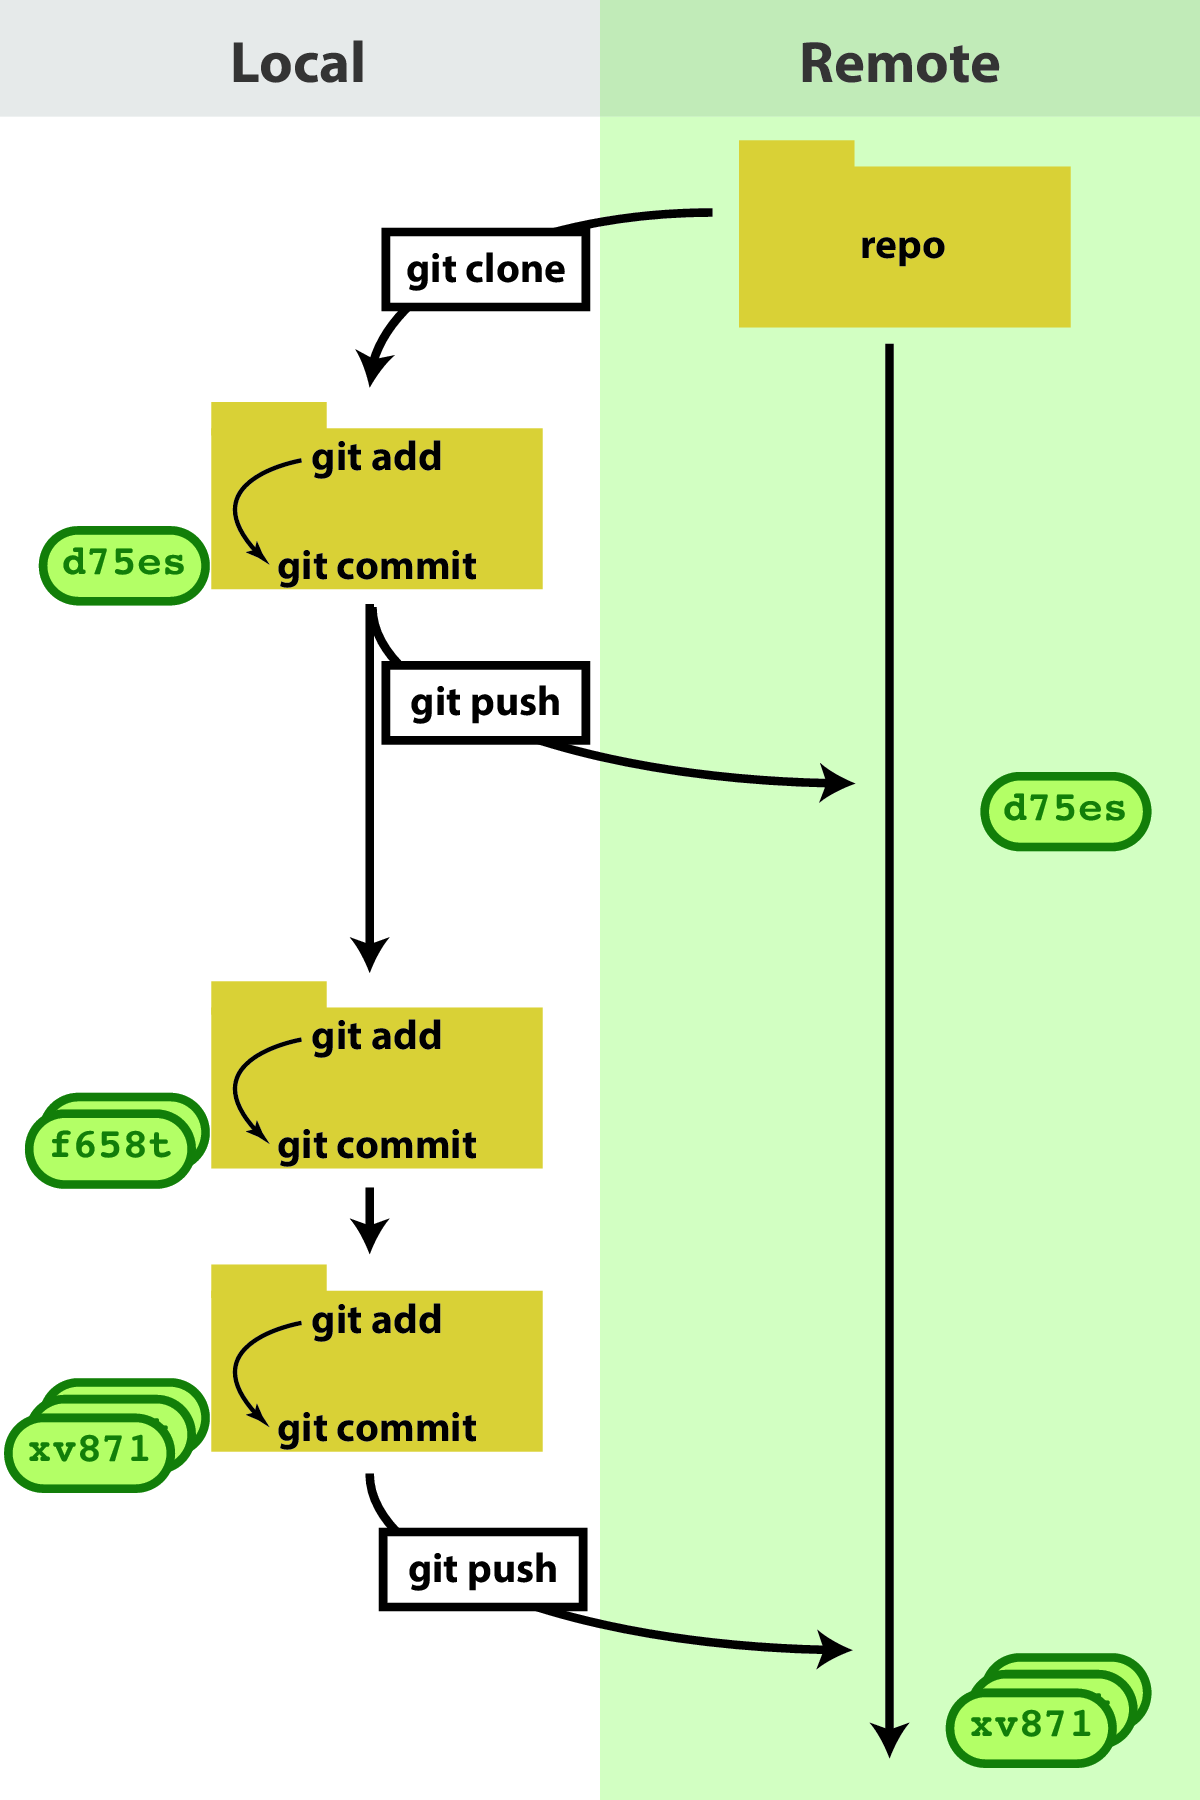 Local
Remote
repo
git clone
git add
git commit
d75es
git push
d75es
git add
git commit
f658t
git add
git commit
xv871
git push
xv871